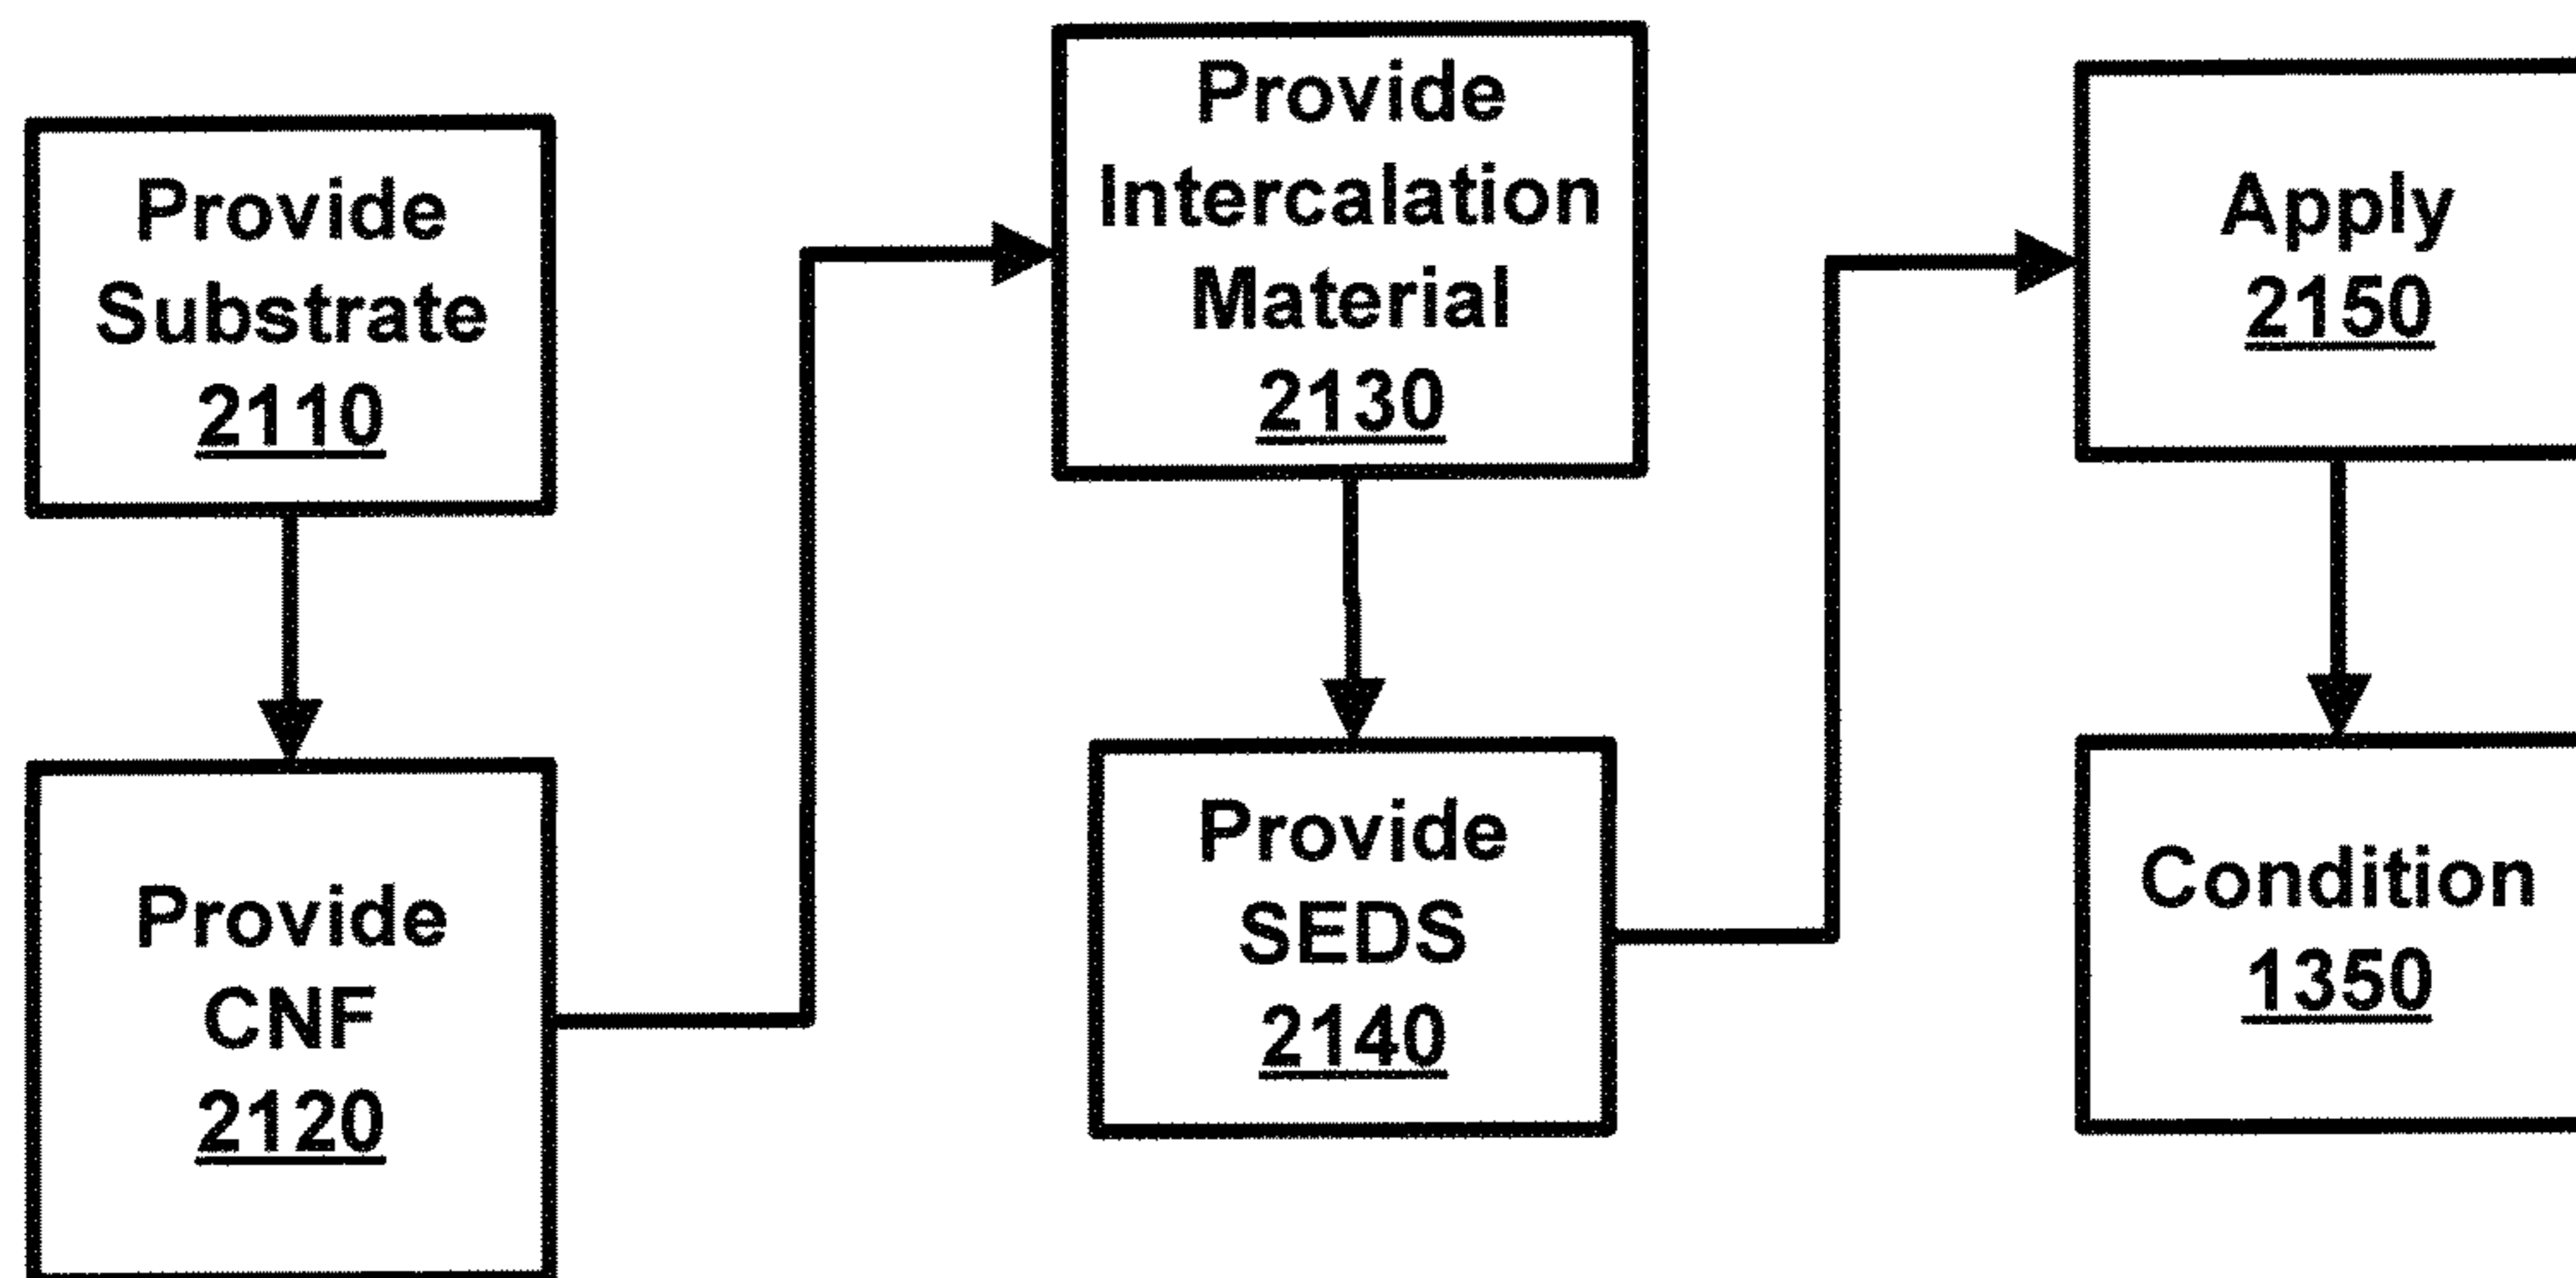 Provide
Substrate
2110
Provide
CNF
2120
Provide
Intercalation
Material
2130
Provide
SEDS
2140
Apply
2150
Condition
1350